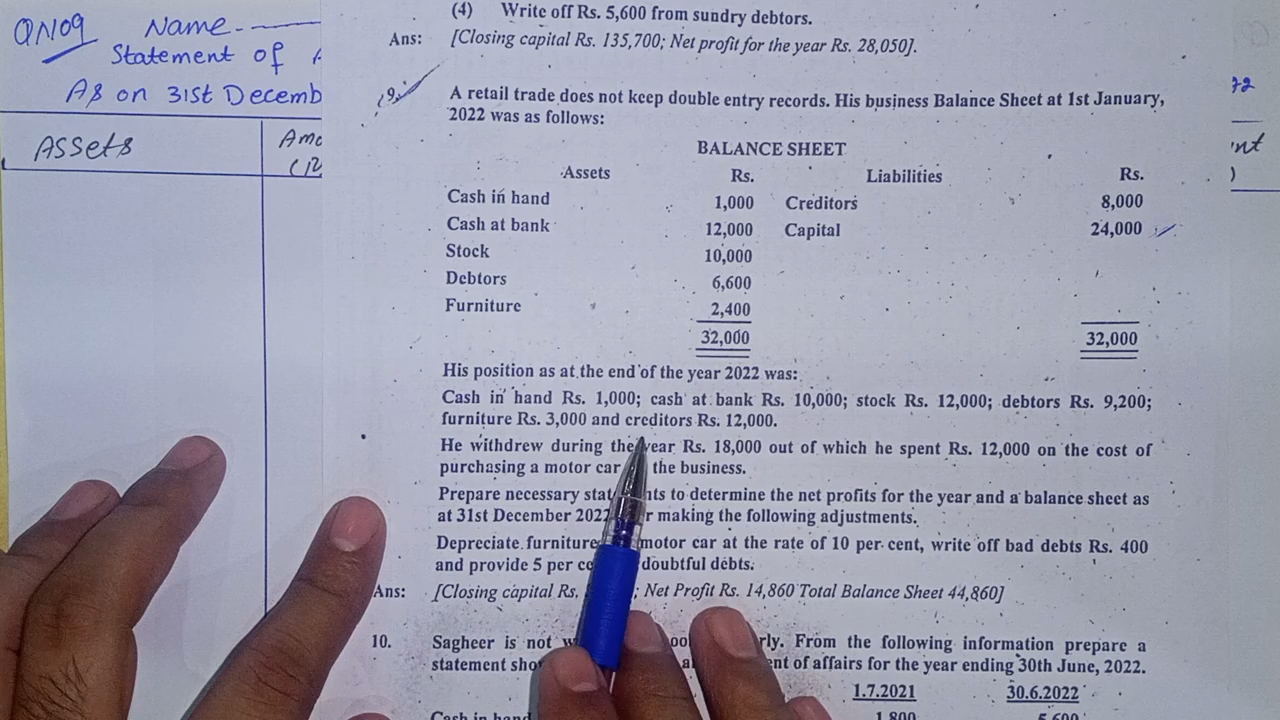 QN09 Name.
Statement of
As on 31st Decemb
Assets
(4) Write off Rs. 5,600 from sundry debtors.
Ans: [Closing capital Rs. 135,700; Net profit for the year Rs. 28,050].
9. A retail trade does not keep double entry records. His business Balance Sheet at 1st January,
2022 was as follows:
BALANCE SHEET
Assets Rs. Liabilities Rs.
Cash in hand 1,000 Creditors 8,000
Cash at bank 12,000 Capital 24,000
Stock 10,000
Debtors 6,600
Furniture 2,400
32,000 32,000
His position as at the end of the year 2022 was:
Cash in hand Rs. 1,000; cash at bank Rs. 10,000; stock Rs. 12,000; debtors Rs. 9,200;
furniture Rs. 3,000 and creditors Rs. 12,000.
He withdrew during the year Rs. 18,000 out of which he spent Rs. 12,000 on the cost of
purchasing a motor car the business.
Prepare necessary to determine the net profits for the year and a balance sheet as
at 31st December 2022 making the following adjustments.
Depreciate furniture motor car at the rate of 10 per cent, write off bad debts Rs. 400
and provide 5 per doubtful debts.
Ans: [Closing capital Rs. ; Net Profit Rs. 14,860 Total Balance Sheet 44,860]
10. Sagheer is not From the following information prepare a
statement of affairs for the year ending 30th June, 2022.
1.7.2021 30.6.2022
Cash in hand 1,800 5,600